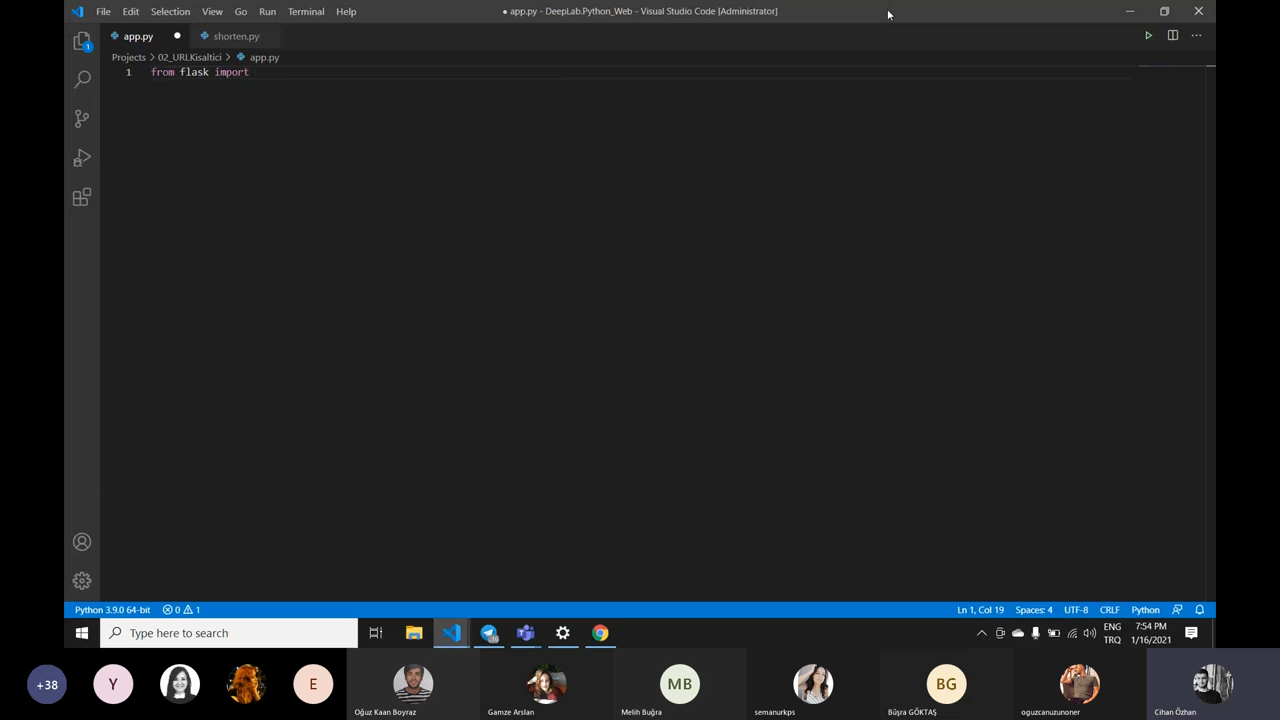 File Edit Selection View Go Run Terminal Help
● app.py - DeepLab.Python_Web - Visual Studio Code [Administrator]
app.py
shorten.py
Projects > 02_URLKisaltici > app.py
1 from flask import
1
Python 3.9.0 64-bit
0 1
Ln 1, Col 19 Spaces: 4 UTF-8 CRLF Python
Type here to search
ENG
TRQ
7:54 PM
1/16/2021
+38
Y
E
MB
BG
Oğuz Kaan Boyraz
Gamze Arslan
Melih Buğra
semanurkps
Büşra GÖKTAŞ
oguzcanuzunoner
Cihan Özhan